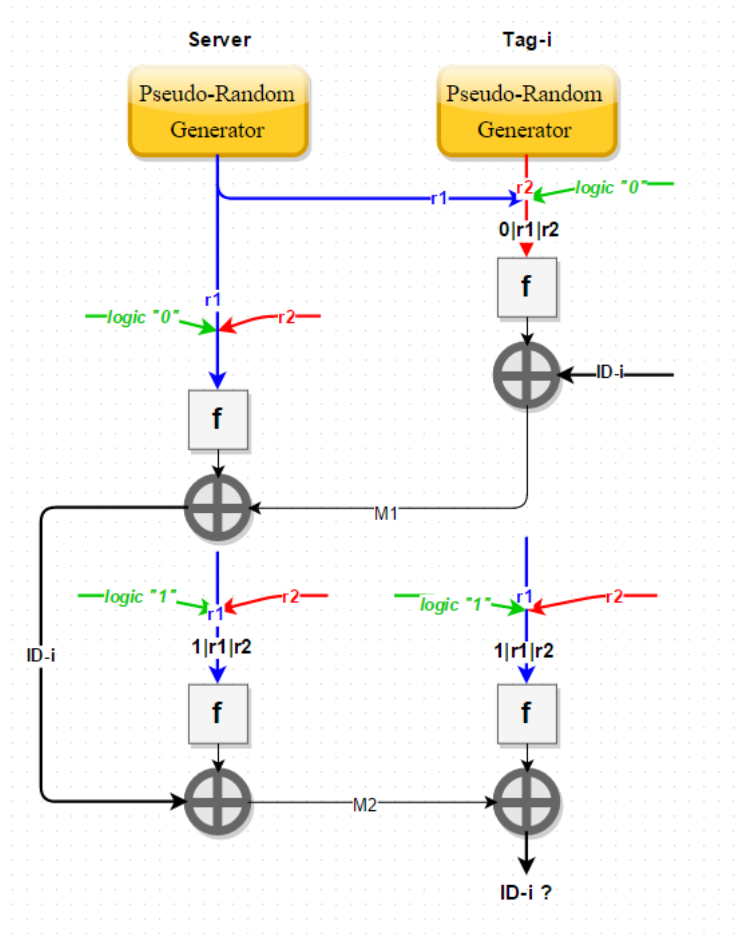 Server
Tag-i
Pseudo-Random
Generator
Pseudo-Random
Generator
r2
logic "0"
r1
0|r1|r2
f
r1
logic "0"
r2
ID-i
f
M1
logic "1"
r2
r1
1|r1|r2
logic "1"
r2
r1
1|r1|r2
ID-i
f
f
M2
ID-i ?